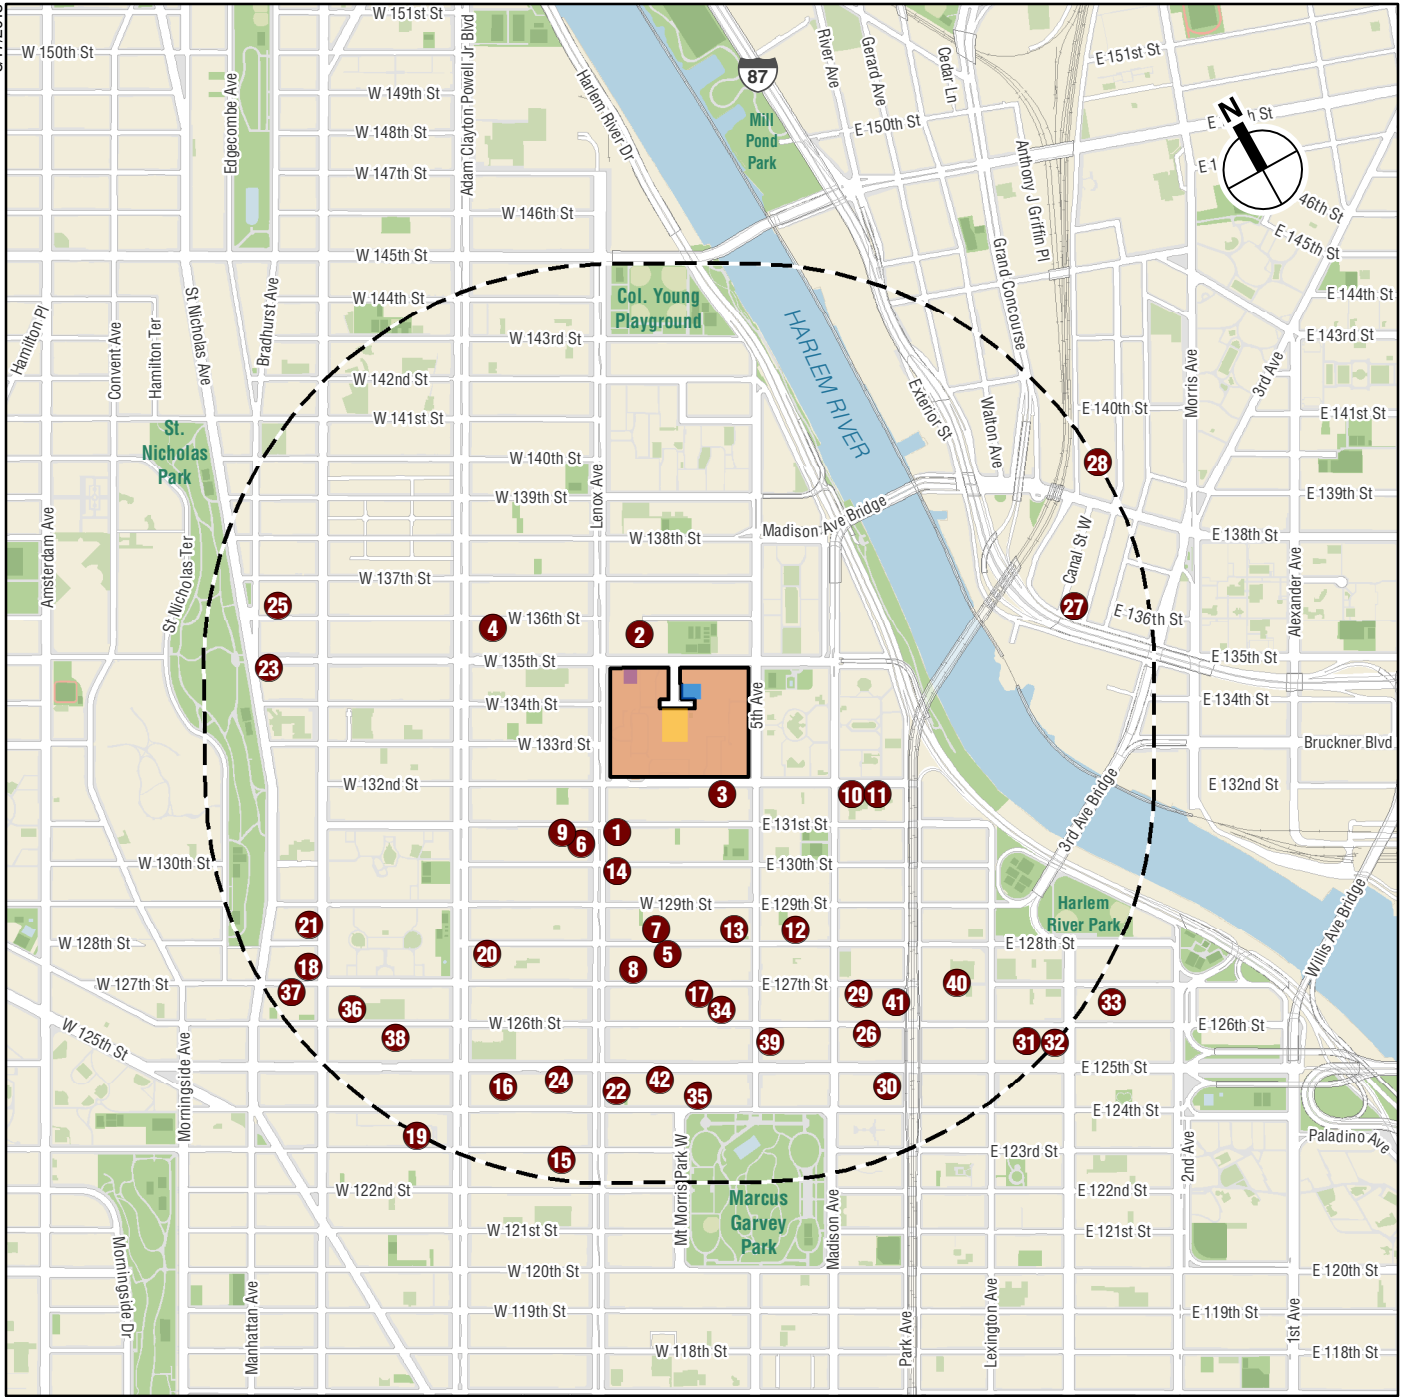 W 151st St
W 150th St
W 149th St
W 148th St
W 147th St
W 146th St
W 145th St
W 144th St
W 143rd St
W 142nd St
W 141st St
W 140th St
W 139th St
W 138th St
W 137th St
W 136th St
W 135th St
W 134th St
W 133rd St
W 132nd St
W 130th St
W 129th St
W 128th St
W 127th St
W 126th St
W 125th St
W 122nd St
W 121st St
W 120th St
W 119th St
W 118th St
Edgecombe Ave
Adam Clayton Powell Jr Blvd
Harlem River Dr
87
Mill
Pond
Park
River Ave
Gerard Ave
Cedar Ln
E 151st St
E 150th St
Anthony J Griffin Pl
N
E
h St
E 1
46th St
E 145th St
E 144th St
E 143rd St
E 141st St
E 140th St
E 139th St
E 138th St
E 136th St
E 135th St
E 134th St
Bruckner Blvd
E 132nd St
E 131st St
E 130th St
E 129th St
E 128th St
E 127th St
E 126th St
E 125th St
E 124th St
E 123rd St
E 122nd St
E 121st St
E 120th St
E 119th St
E 118th St
Hamilton Pl
Convent Ave
Hamilton Ter
St Nicholas Ave
Bradhurst Ave
Col. Young
Playground
HARLEM RIVER
Grand Concourse
Exterior St
Walton Ave
Morris Ave
3rd Ave
St.
Nicholas
Park
Amsterdam Ave
St Nicholas Ter
Lenox Ave
Madison Ave Bridge
Canal St W
Alexander Ave
5th Ave
3rd Ave Bridge
Willis Ave Bridge
Harlem
River Park
Morningside Ave
Paladino Ave
2nd Ave
Mt Morris Park W
Marcus
Garvey
Park
Madison Ave
Morningside Dr
Manhattan Ave
Park Ave
Lexington Ave
1st Ave
28
25
27
4
2
23
3
10
11
9
6
1
14
21
7
13
12
20
5
18
8
37
17
34
29
41
40
33
36
38
39
26
31
32
16
24
22
42
35
30
19
15